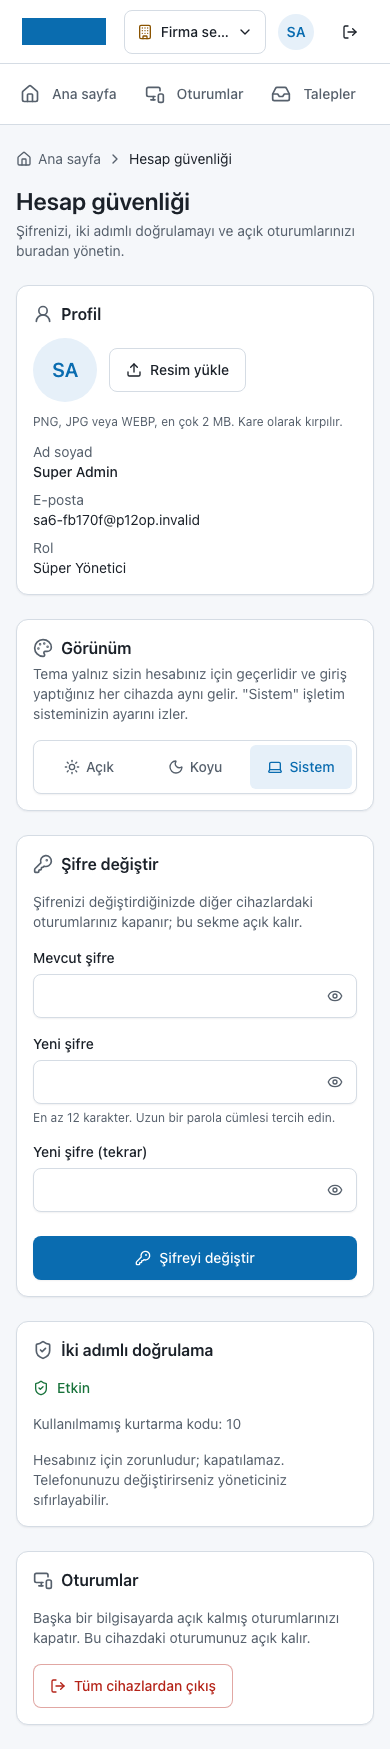 Firma se...
SA
Ana sayfa
Oturumlar
Talepler
Ana sayfa
Hesap güvenliği
Hesap güvenliği
Şifrenizi, iki adımlı doğrulamayı ve açık oturumlarınızı
buradan yönetin.
Profil
SA
Resim yükle
PNG, JPG veya WEBP, en çok 2 MB. Kare olarak kırpılır.
Ad soyad
Super Admin
E-posta
sa6-fb170f@p12op.invalid
Rol
Süper Yönetici
Görünüm
Tema yalnız sizin hesabınız için geçerlidir ve giriş
yaptığınız her cihazda aynı gelir. "Sistem" işletim
sisteminizin ayarını izler.
Açık
Koyu
Sistem
Şifre değiştir
Şifrenizi değiştirdiğinizde diğer cihazlardaki
oturumlarınız kapanır; bu sekme açık kalır.
Mevcut şifre
Yeni şifre
En az 12 karakter. Uzun bir parola cümlesi tercih edin.
Yeni şifre (tekrar)
Şifreyi değiştir
İki adımlı doğrulama
Etkin
Kullanılmamış kurtarma kodu: 10
Hesabınız için zorunludur; kapatılamaz.
Telefonunuzu değiştirirseniz yöneticiniz
sıfırlayabilir.
Oturumlar
Başka bir bilgisayarda açık kalmış oturumlarınızı
kapatır. Bu cihazdaki oturumunuz açık kalır.
Tüm cihazlardan çıkış